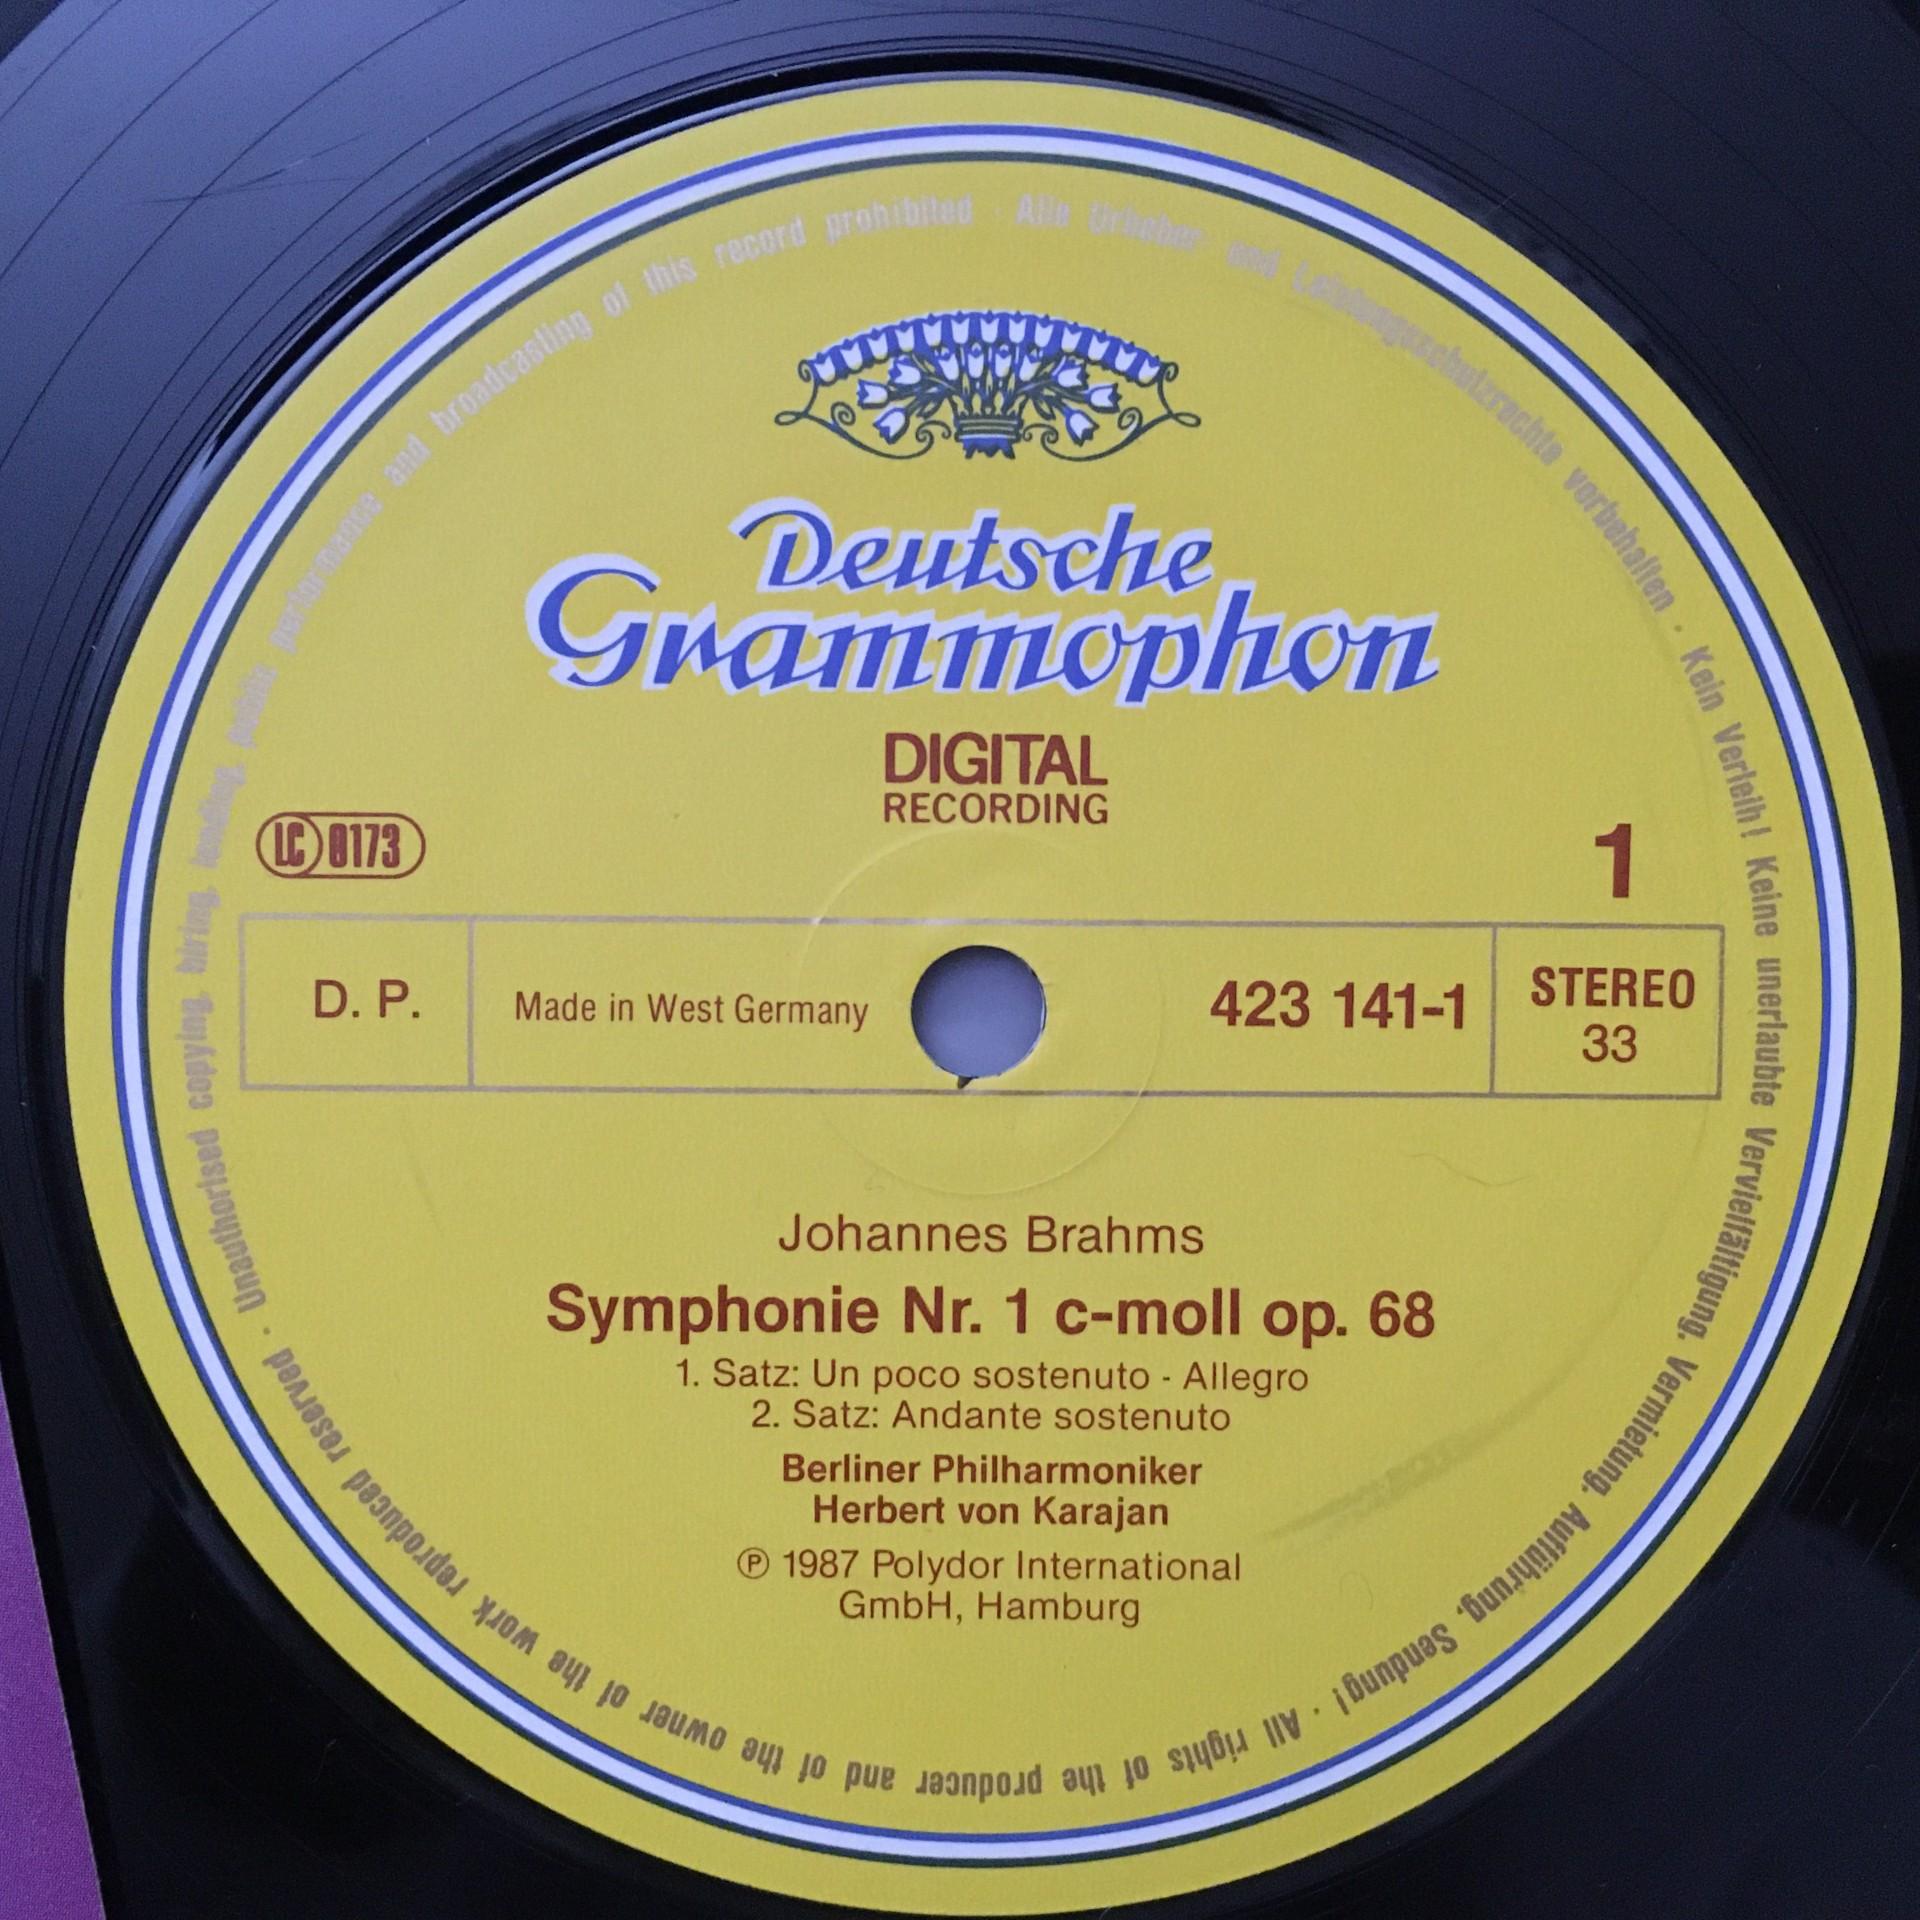 Deutsche
Grammophon
DIGITAL
RECORDING
LC 0173
1
D. P.
Made in West Germany
423 141-1
STEREO
33
Johannes Brahms
Symphonie Nr. 1 c-moll op. 68
1. Satz: Un poco sostenuto - Allegro
2. Satz: Andante sostenuto
Berliner Philharmoniker
Herbert von Karajan
℗ 1987 Polydor International
GmbH, Hamburg
Alle Urheber- und Leistungsschutzrechte vorbehalten · Kein Verleih! Keine unerlaubte Vervielfältigung, Vermietung, Aufführung, Sendung! · All rights of the producer and of the owner of the work reproduced reserved · Unauthorised copying, hiring, lending, public performance and broadcasting of this record prohibited ·